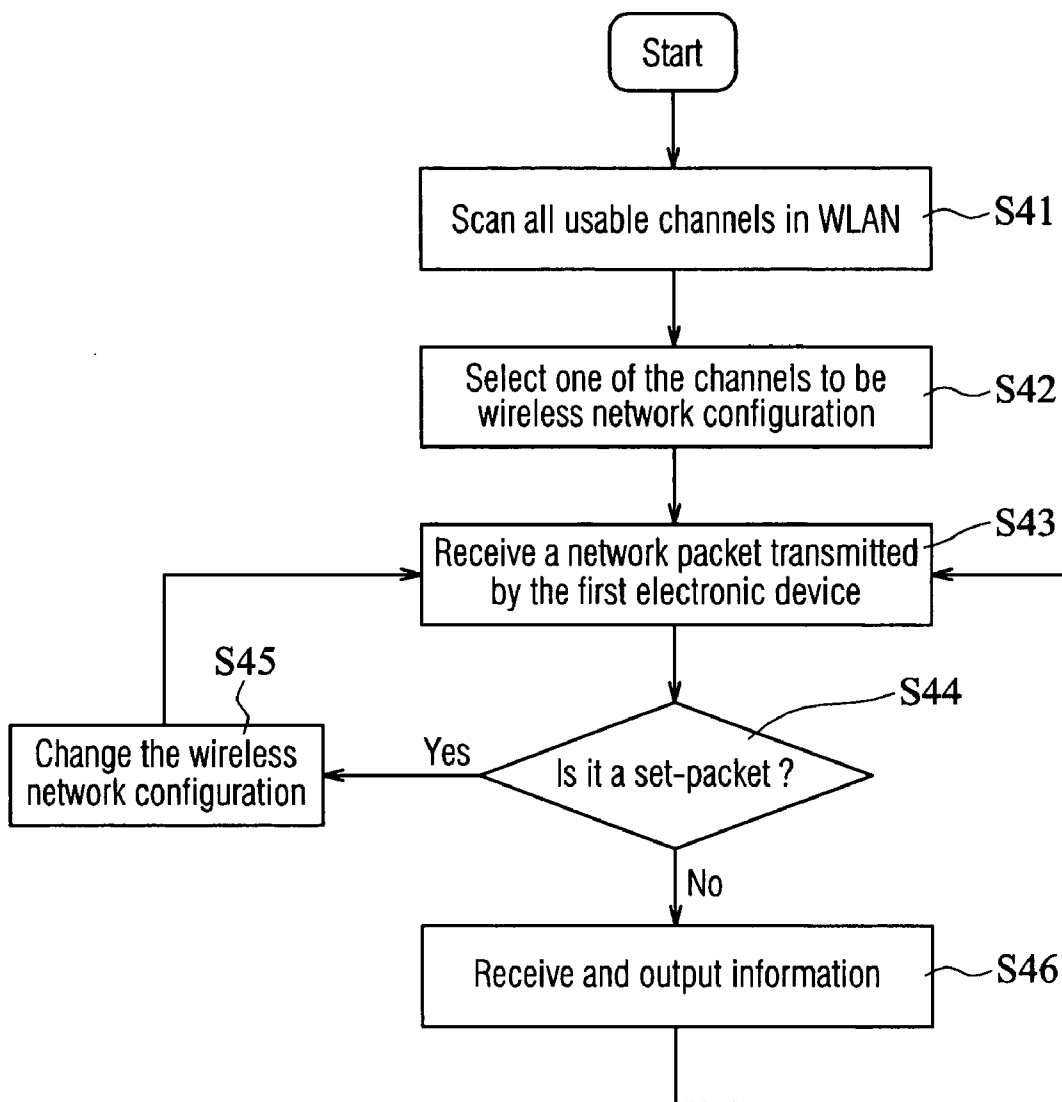 Start
Scan all usable channels in WLAN
S41
Select one of the channels to be
wireless network configuration
S42
Receive a network packet transmitted
by the first electronic device
S43
S45
Change the wireless
network configuration
Yes
Is it a set-packet ?
S44
No
Receive and output information
S46